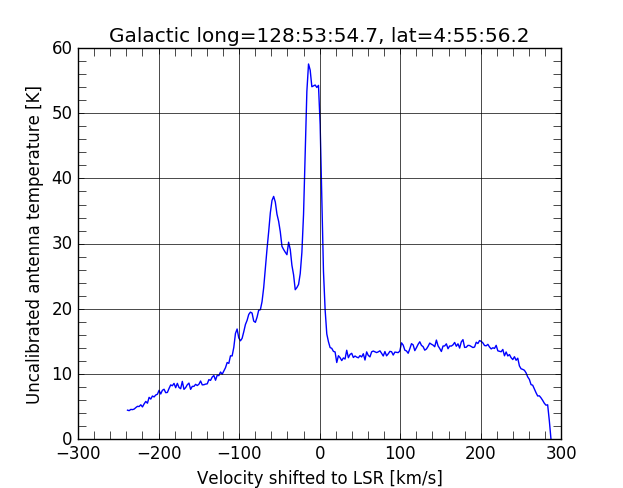 Galactic long=128:53:54.7, lat=4:55:56.2
60
50
40
30
20
10
0
Uncalibrated antenna temperature [K]
−300 −200 −100 0 100 200 300
Velocity shifted to LSR [km/s]